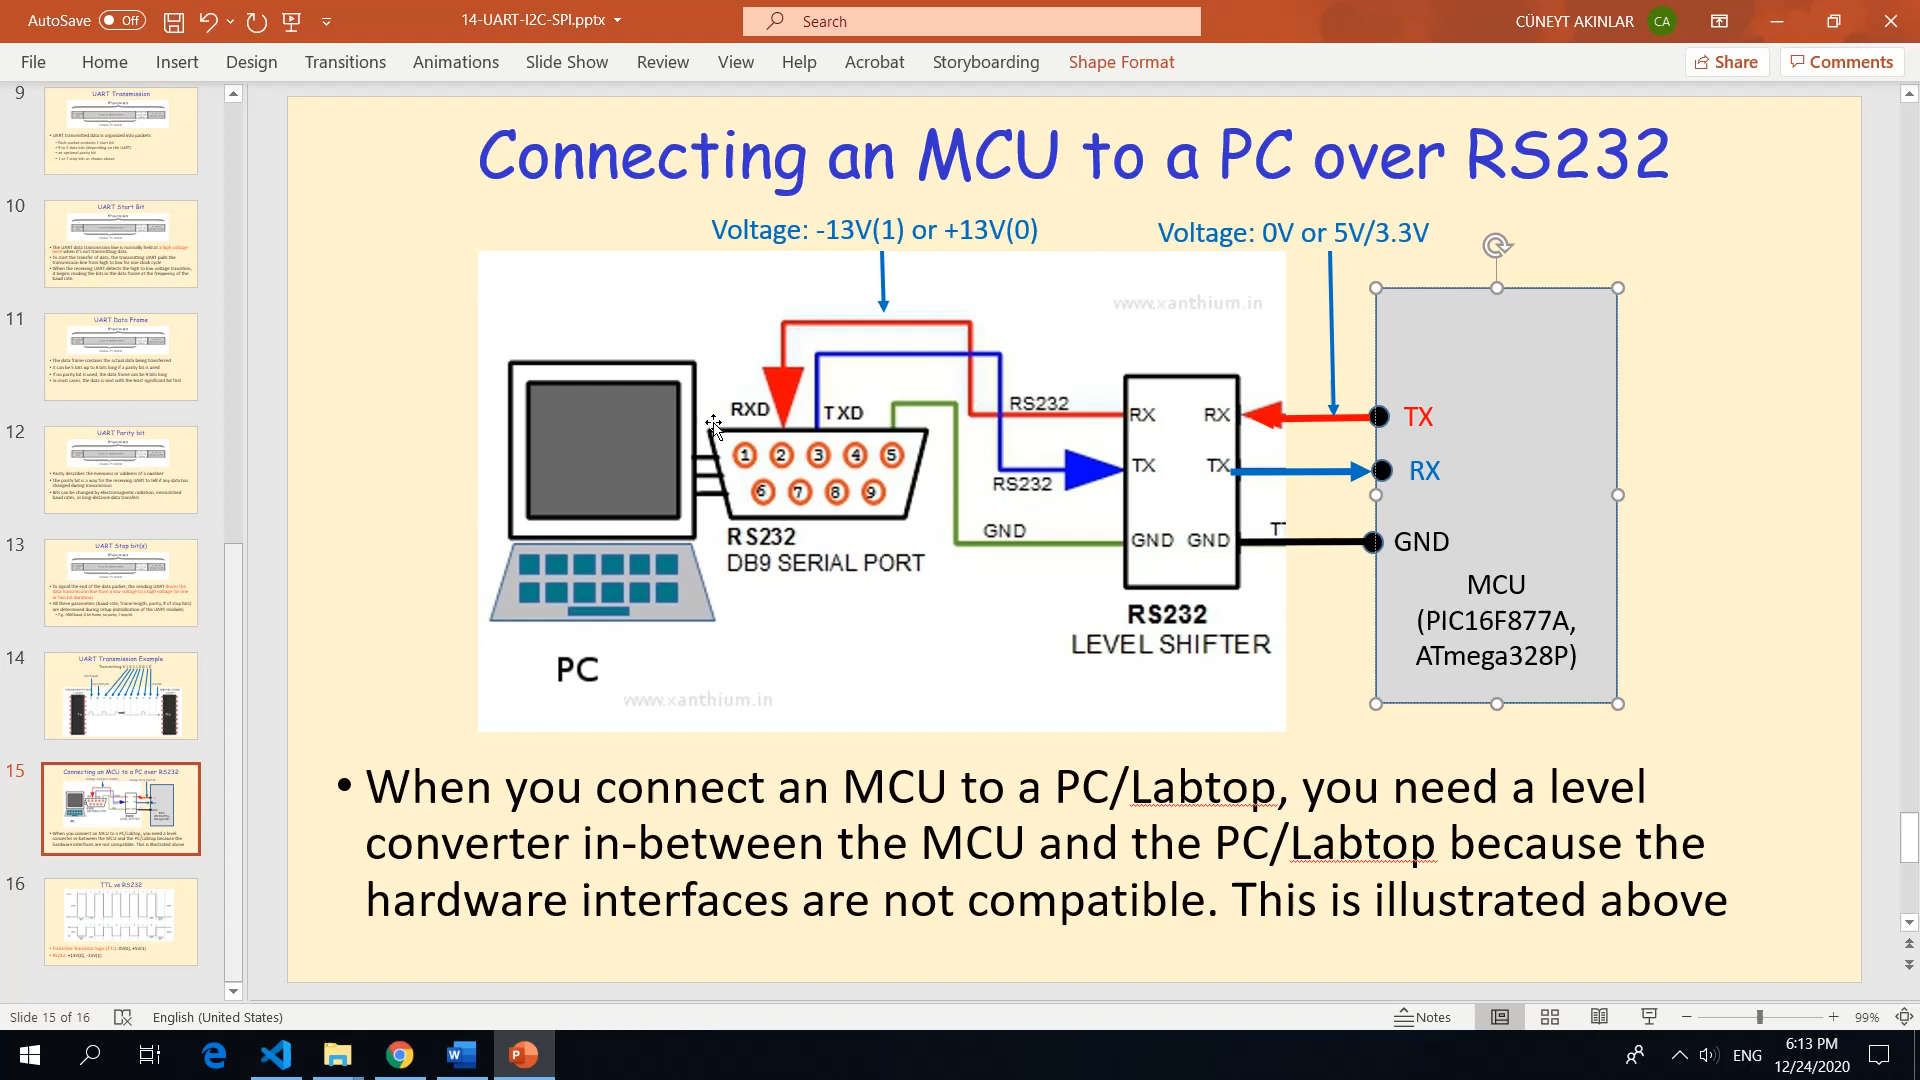 AutoSave Off
14-UART-I2C-SPI.pptx
Search
CÜNEYT AKINLAR CA
File Home Insert Design Transitions Animations Slide Show Review View Help Acrobat Storyboarding Shape Format Share Comments
9
UART Transmission
10
UART Start Bit
11
UART Data Frame
12
UART Parity bit
13
UART Stop bit(s)
14
UART Transmission Example
15
Connecting an MCU to a PC over RS232
16
TTL vs RS232
Connecting an MCU to a PC over RS232
Voltage: -13V(1) or +13V(0)
Voltage: 0V or 5V/3.3V
www.xanthium.in
RXD TXD
RS232
RX RX
TX
1 2 3 4 5
TX TX
RX
6 7 8 9
RS232
RS232
DB9 SERIAL PORT
GND
GND GND
GND
MCU
(PIC16F877A,
ATmega328P)
RS232
LEVEL SHIFTER
PC
www.xanthium.in
• When you connect an MCU to a PC/Labtop, you need a level
converter in-between the MCU and the PC/Labtop because the
hardware interfaces are not compatible. This is illustrated above
Slide 15 of 16 English (United States) Notes 99%
ENG
6:13 PM
12/24/2020